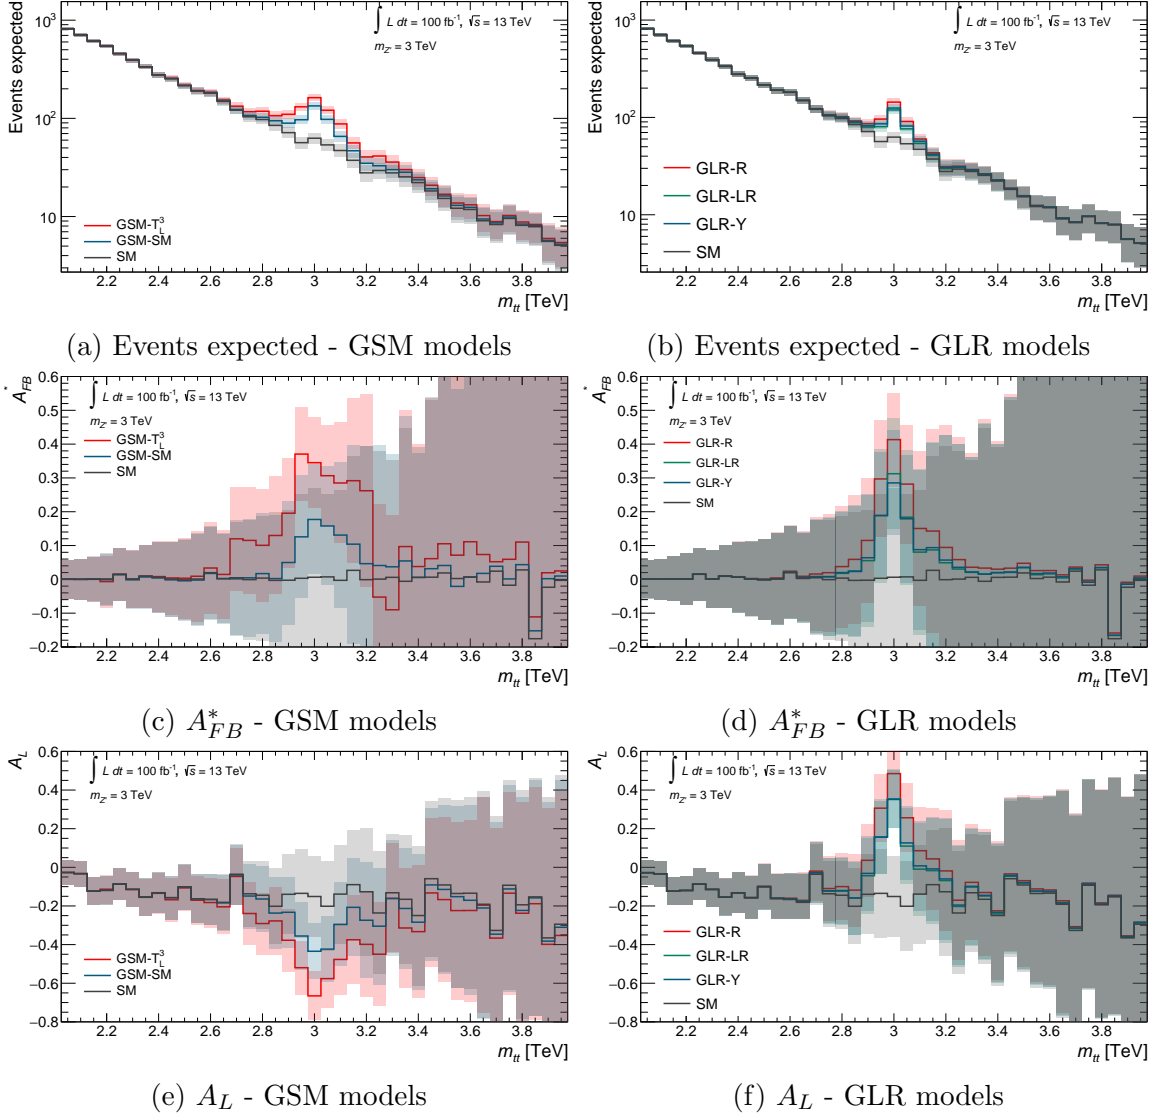 Events expected
10³
10²
10
∫ L dt = 100 fb⁻¹, √s = 13 TeV
m_Z' = 3 TeV
GSM-T³_L
GSM-SM
SM
2.2 2.4 2.6 2.8 3 3.2 3.4 3.6 3.8
m_tt [TeV]
(a) Events expected - GSM models
Events expected
10³
10²
10
∫ L dt = 100 fb⁻¹, √s = 13 TeV
m_Z' = 3 TeV
GLR-R
GLR-LR
GLR-Y
SM
2.2 2.4 2.6 2.8 3 3.2 3.4 3.6 3.8
m_tt [TeV]
(b) Events expected - GLR models
A*_FB
0.6
0.5
0.4
0.3
0.2
0.1
0
−0.1
−0.2
∫ L dt = 100 fb⁻¹, √s = 13 TeV
m_Z' = 3 TeV
GSM-T³_L
GSM-SM
SM
2.2 2.4 2.6 2.8 3 3.2 3.4 3.6 3.8
m_tt [TeV]
(c) A*_FB - GSM models
A*_FB
0.6
0.5
0.4
0.3
0.2
0.1
0
−0.1
−0.2
∫ L dt = 100 fb⁻¹, √s = 13 TeV
m_Z' = 3 TeV
GLR-R
GLR-LR
GLR-Y
SM
2.2 2.4 2.6 2.8 3 3.2 3.4 3.6 3.8
m_tt [TeV]
(d) A*_FB - GLR models
A_L
0.6
0.4
0.2
0
−0.2
−0.4
−0.6
−0.8
∫ L dt = 100 fb⁻¹, √s = 13 TeV
m_Z' = 3 TeV
GSM-T³_L
GSM-SM
SM
2.2 2.4 2.6 2.8 3 3.2 3.4 3.6 3.8
m_tt [TeV]
(e) A_L - GSM models
A_L
0.6
0.4
0.2
0
−0.2
−0.4
−0.6
−0.8
∫ L dt = 100 fb⁻¹, √s = 13 TeV
m_Z' = 3 TeV
GLR-R
GLR-LR
GLR-Y
SM
2.2 2.4 2.6 2.8 3 3.2 3.4 3.6 3.8
m_tt [TeV]
(f) A_L - GLR models